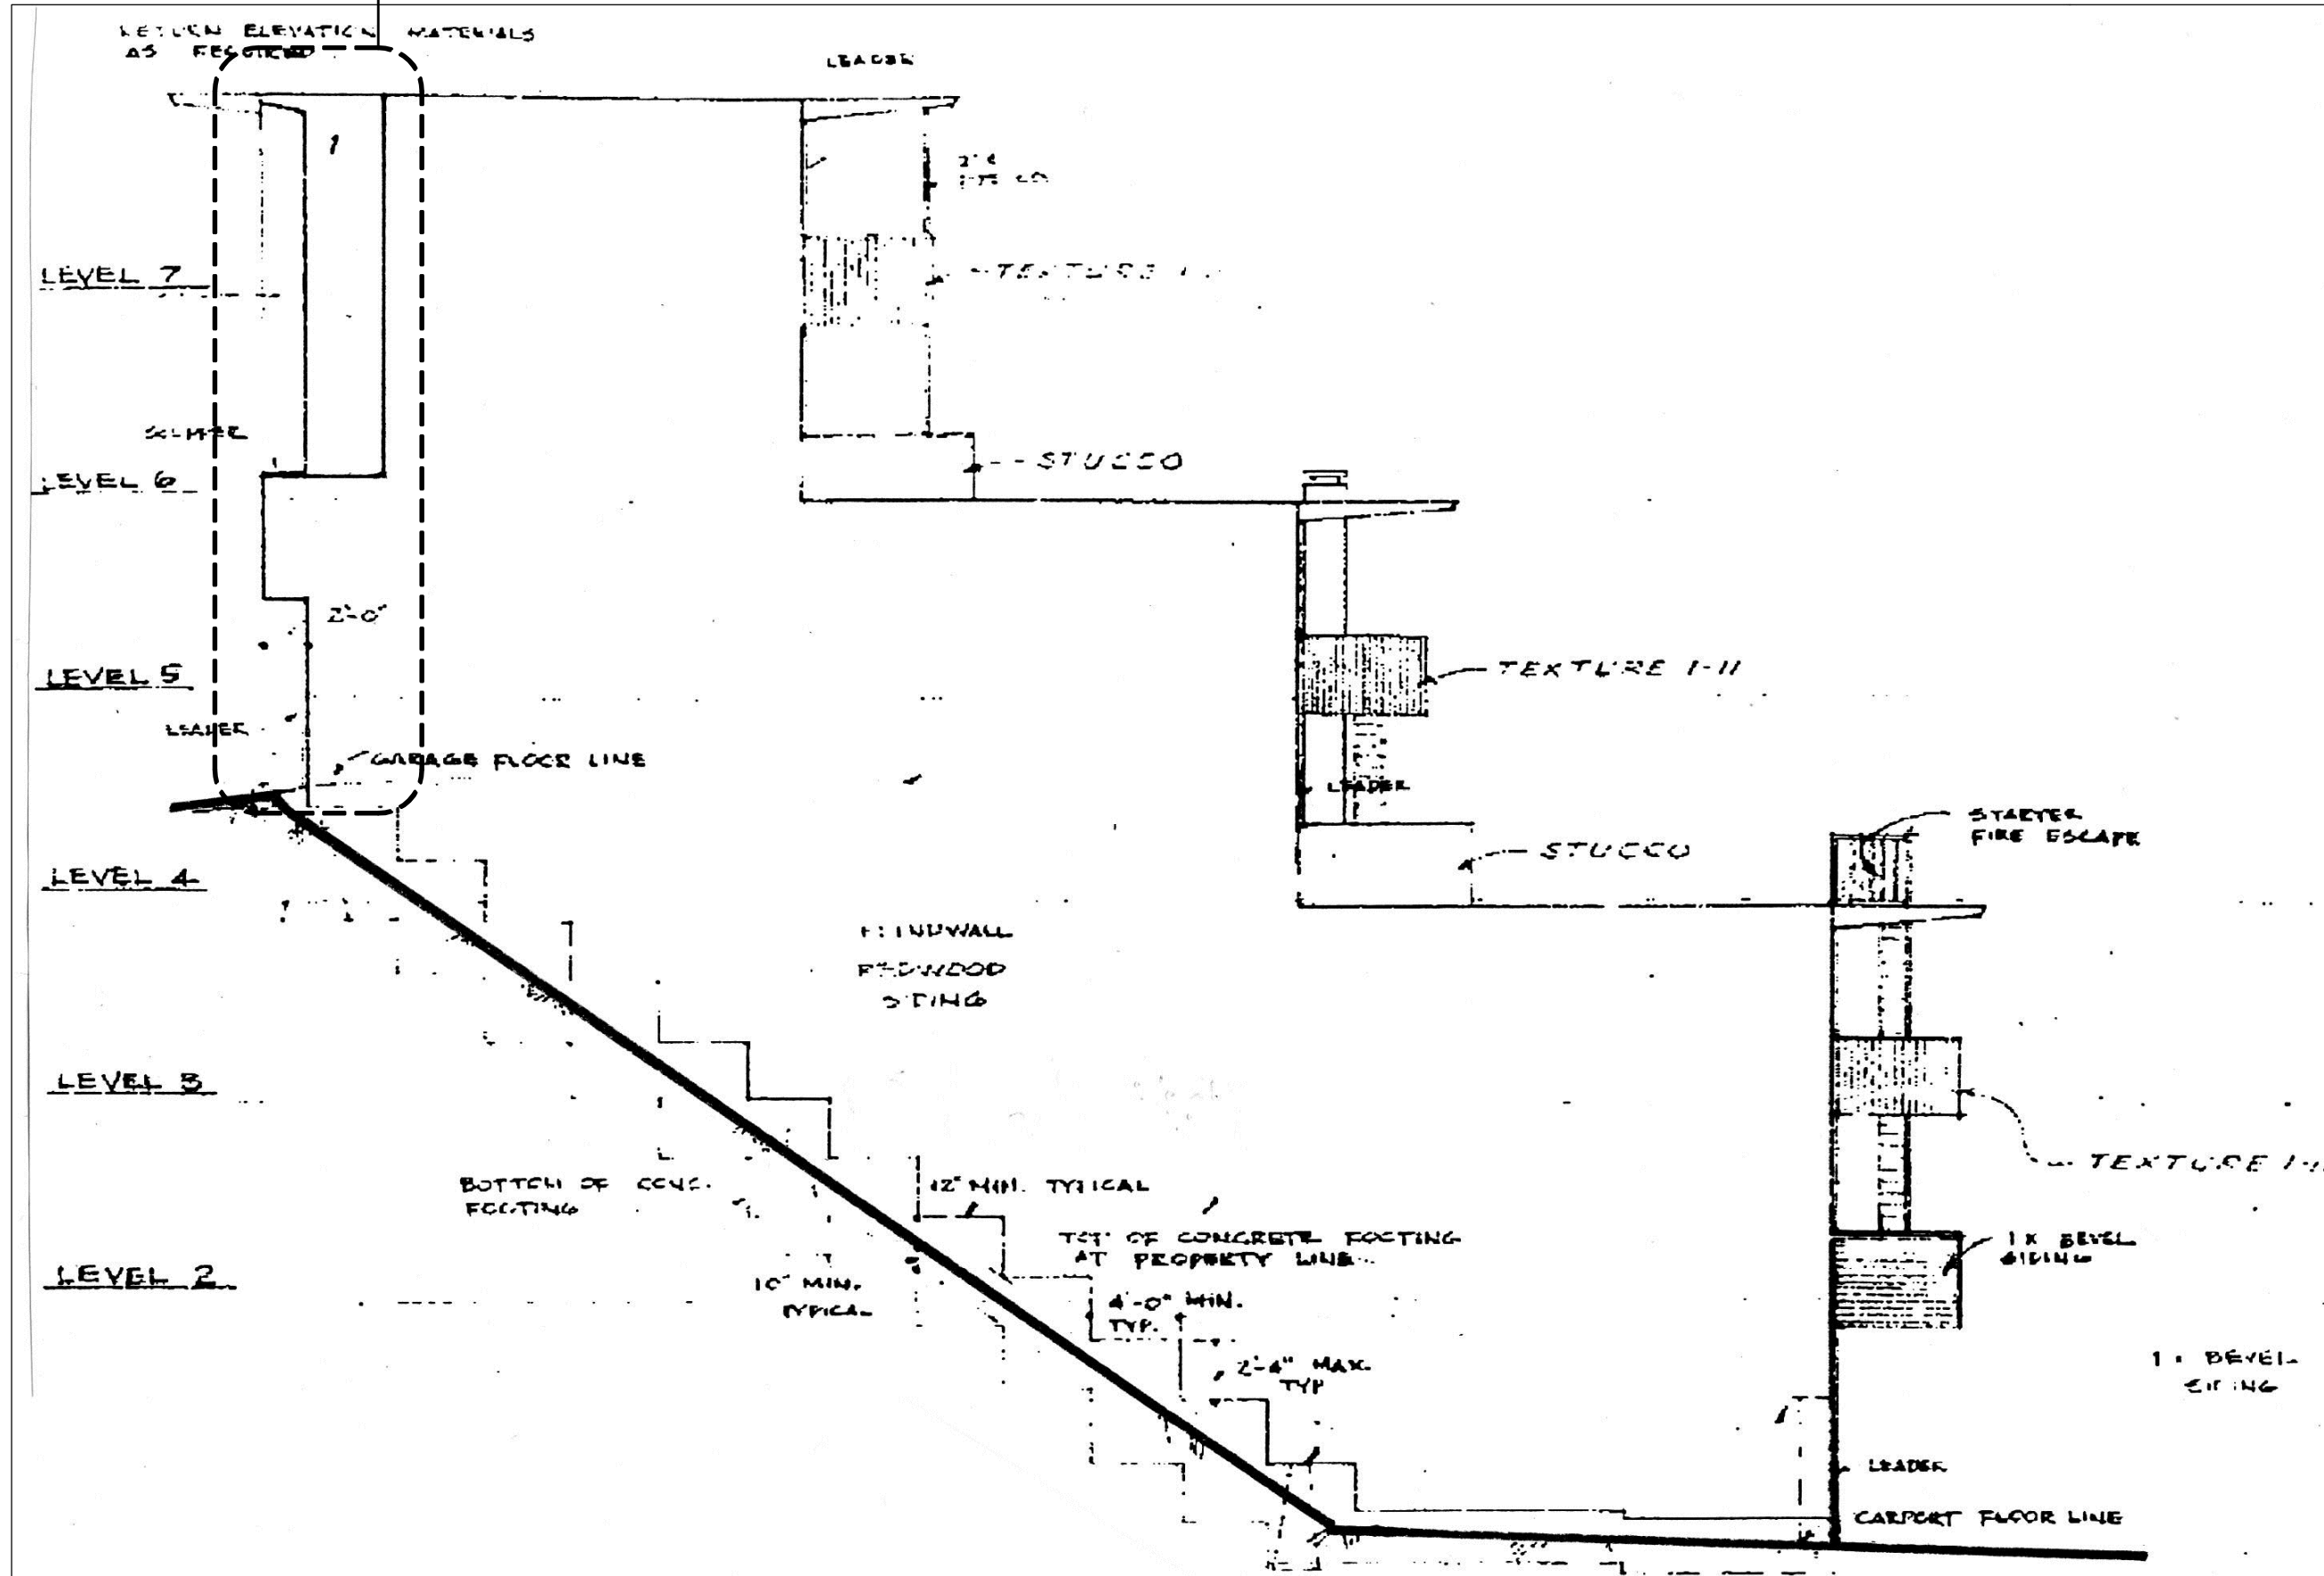 RETURN ELEVATION MATERIALS
AS REQUIRED
LEADER
1
LEVEL 7
TEXTURE
LEVEL 6
STUCCO
2'-0"
LEVEL 5
TEXTURE 1-11
LEADER
GARAGE FLOOR LINE
LEADER
STARTER
FIRE ESCAPE
STUCCO
LEVEL 4
BLINDWALL
REDWOOD
SIDING
LEVEL 3
TEXTURE
BOTTOM OF CONC.
FOOTING
12" MIN. TYPICAL
TOP OF CONCRETE FOOTING
AT PROPERTY LINE
1 X BEVEL
SIDING
LEVEL 2
10" MIN.
TYPICAL
4'-0" MIN.
TYP.
2'-4" MAX.
TYP
1 x BEVEL
SIDING
LEADER
CARPORT FLOOR LINE